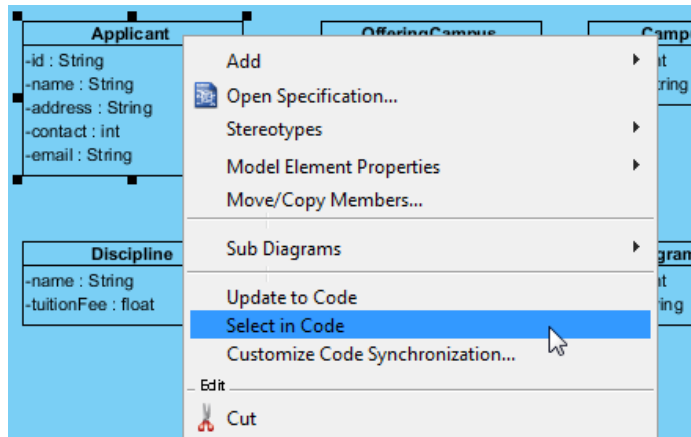 Applicant
-id : String
-name : String
-address : String
-contact : int
-email : String
OfferingCampus
Add
Open Specification...
Stereotypes
Model Element Properties
Move/Copy Members...
Sub Diagrams
Update to Code
Select in Code
Customize Code Synchronization...
Edit
Cut
Discipline
-name : String
-tuitionFee : float